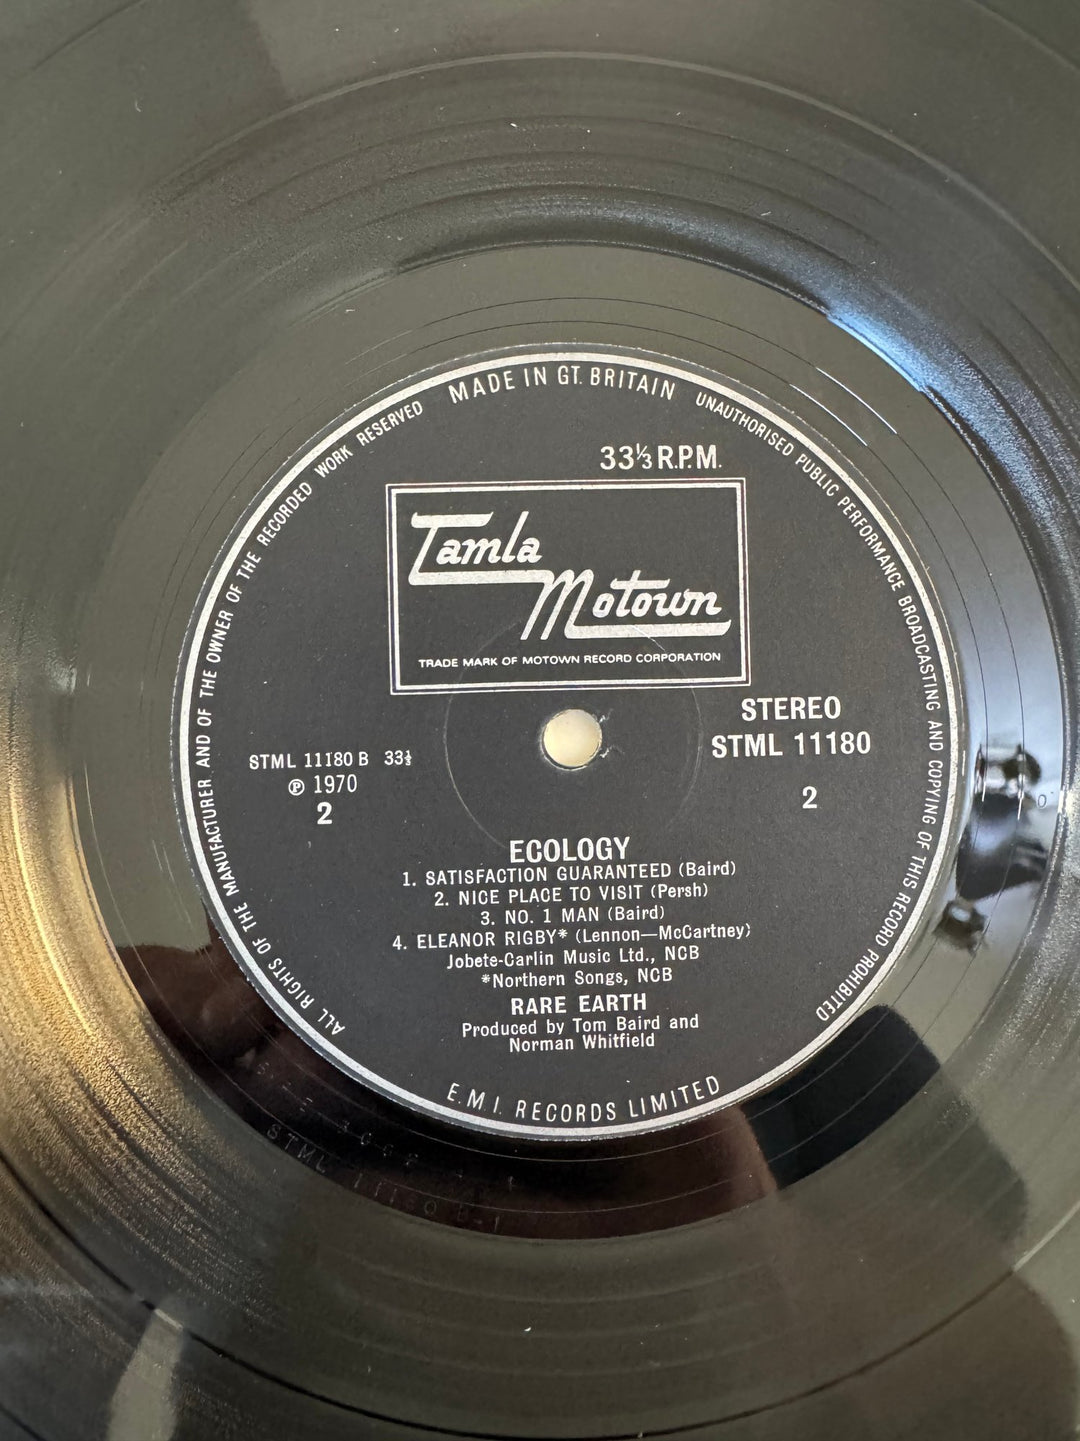 MADE IN GT. BRITAIN
UNAUTHORISED PUBLIC PERFORMANCE BROADCASTING AND COPYING OF THIS RECORD PROHIBITED
ALL RIGHTS OF THE MANUFACTURER AND OF THE OWNER OF THE RECORDED WORK RESERVED
33⅓ R.P.M.
Tamla
Motown
TRADE MARK OF MOTOWN RECORD CORPORATION
STEREO
STML 11180
2
STML 11180 B 33⅓
℗ 1970
2
ECOLOGY
1. SATISFACTION GUARANTEED (Baird)
2. NICE PLACE TO VISIT (Persh)
3. NO. 1 MAN (Baird)
4. ELEANOR RIGBY* (Lennon—McCartney)
Jobete-Carlin Music Ltd., NCB
*Northern Songs, NCB
RARE EARTH
Produced by Tom Baird and
Norman Whitfield
E.M.I. RECORDS LIMITED
STML 11180 B-1